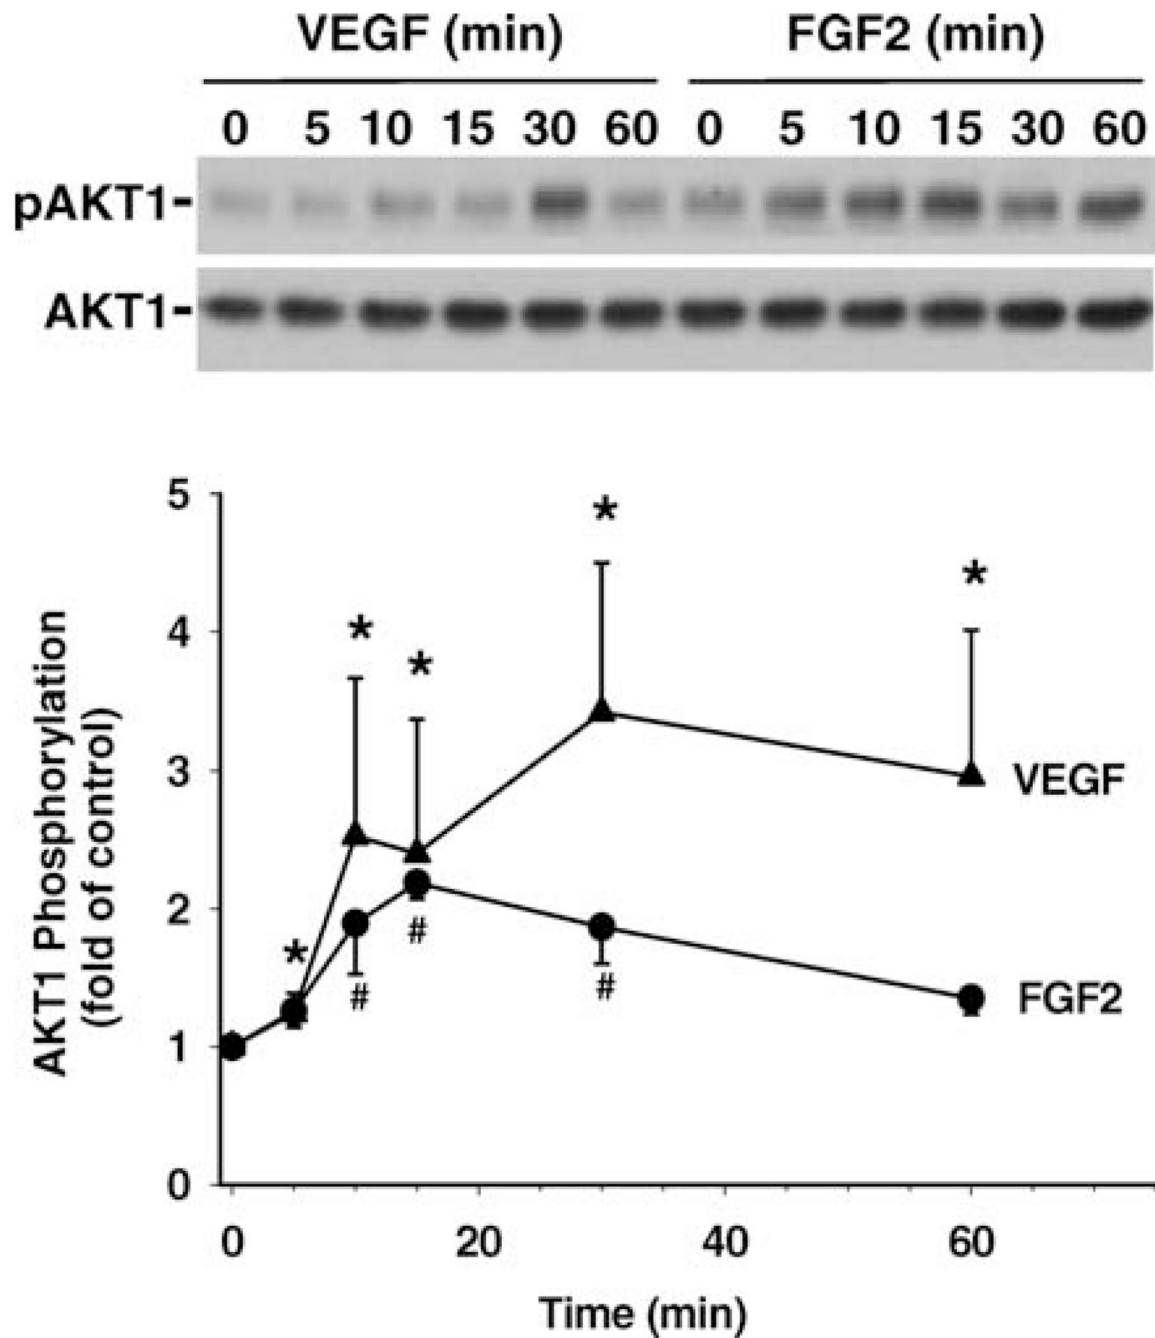 VEGF (min) FGF2 (min)
0 5 10 15 30 60 0 5 10 15 30 60
pAKT1-
AKT1-
AKT1 Phosphorylation
(fold of control)
5
4
3
2
1
0
* * * * *
# # #
VEGF
FGF2
0 20 40 60
Time (min)